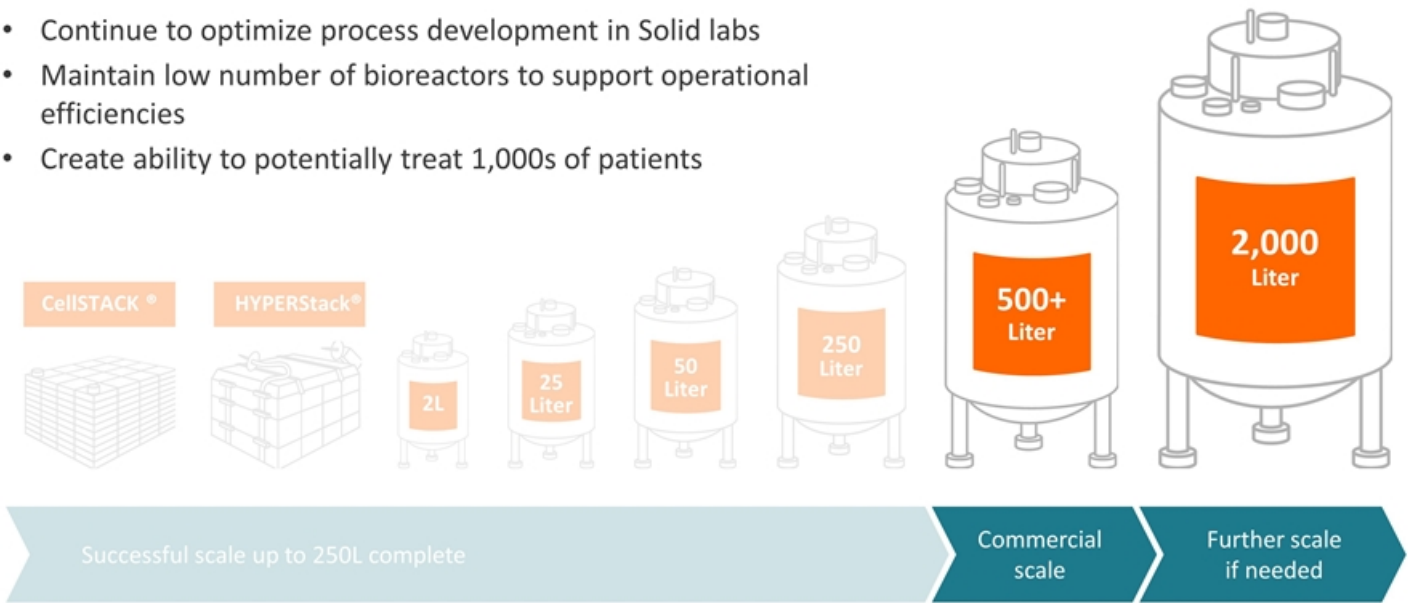 • Continue to optimize process development in Solid labs
• Maintain low number of bioreactors to support operational
efficiencies
• Create ability to potentially treat 1,000s of patients
CellSTACK ®
HYPERStack®
2L
25
Liter
50
Liter
250
Liter
500+
Liter
2,000
Liter
Successful scale up to 250L complete
Commercial
scale
Further scale
if needed